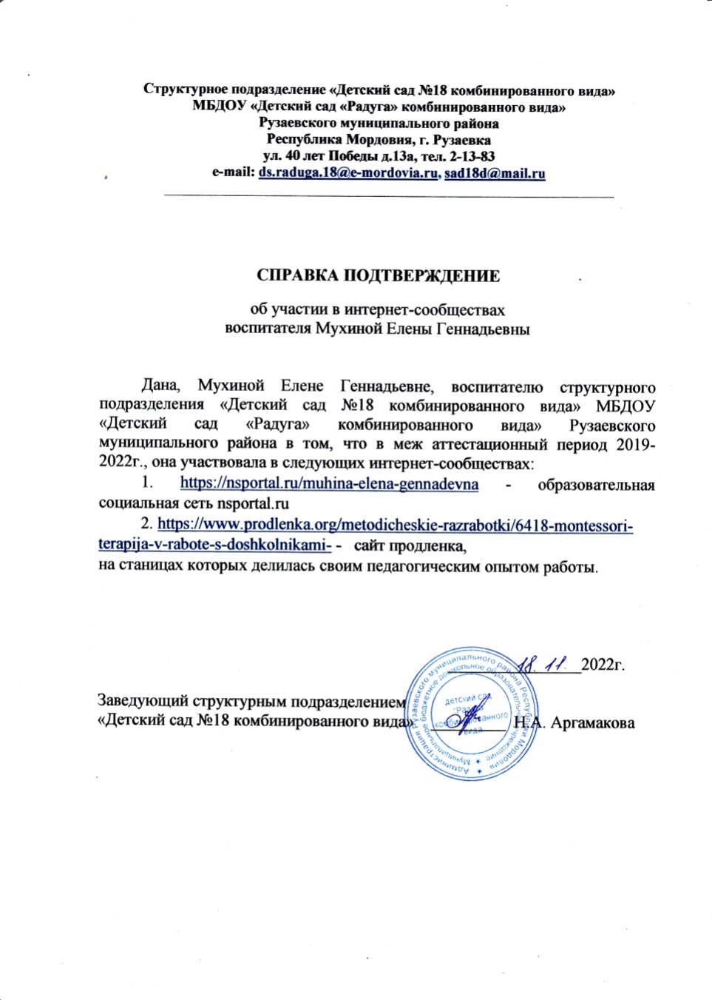 Структурное подразделение «Детский сад №18 комбинированного вида»
МБДОУ «Детский сад «Радуга» комбинированного вида»
Рузаевского муниципального района
Республика Мордовия, г. Рузаевка
ул. 40 лет Победы д.13а, тел. 2-13-83
e-mail: ds.raduga.18@e-mordovia.ru, sad18d@mail.ru
СПРАВКА ПОДТВЕРЖДЕНИЕ
об участии в интернет-сообществах
воспитателя Мухиной Елены Геннадьевны
Дана, Мухиной Елене Геннадьевне, воспитателю структурного
подразделения «Детский сад №18 комбинированного вида» МБДОУ
«Детский сад «Радуга» комбинированного вида» Рузаевского
муниципального района в том, что в меж аттестационный период 2019-
2022г., она участвовала в следующих интернет-сообществах:
1. https://nsportal.ru/muhina-elena-gennadevna - образовательная
социальная сеть nsportal.ru
2. https://www.prodlenka.org/metodicheskie-razrabotki/6418-montessori-
terapija-v-rabote-s-doshkolnikami- - сайт продленка,
на станицах которых делилась своим педагогическим опытом работы.
18.11. 2022г.
Заведующий структурным подразделением
«Детский сад №18 комбинированного вида» Н.А. Аргамакова
Администрация Рузаевского муниципального района Республики Мордовия
Муниципальное бюджетное дошкольное образовательное учреждение
детский сад
"Радуга"
комбинированного
вида